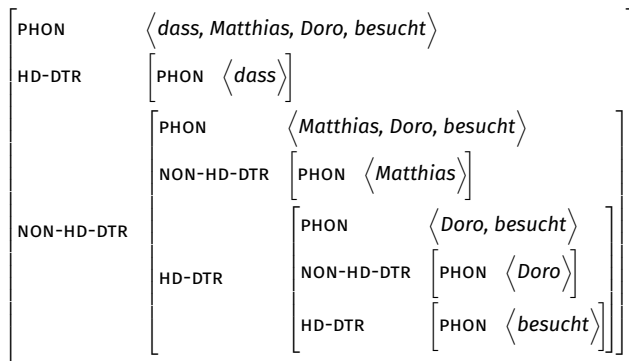 PHON ⟨dass, Matthias, Doro, besucht⟩
HD-DTR [PHON ⟨dass⟩]
PHON ⟨Matthias, Doro, besucht⟩
NON-HD-DTR [PHON ⟨Matthias⟩]
PHON ⟨Doro, besucht⟩
NON-HD-DTR
HD-DTR
NON-HD-DTR [PHON ⟨Doro⟩]
HD-DTR [PHON ⟨besucht⟩]